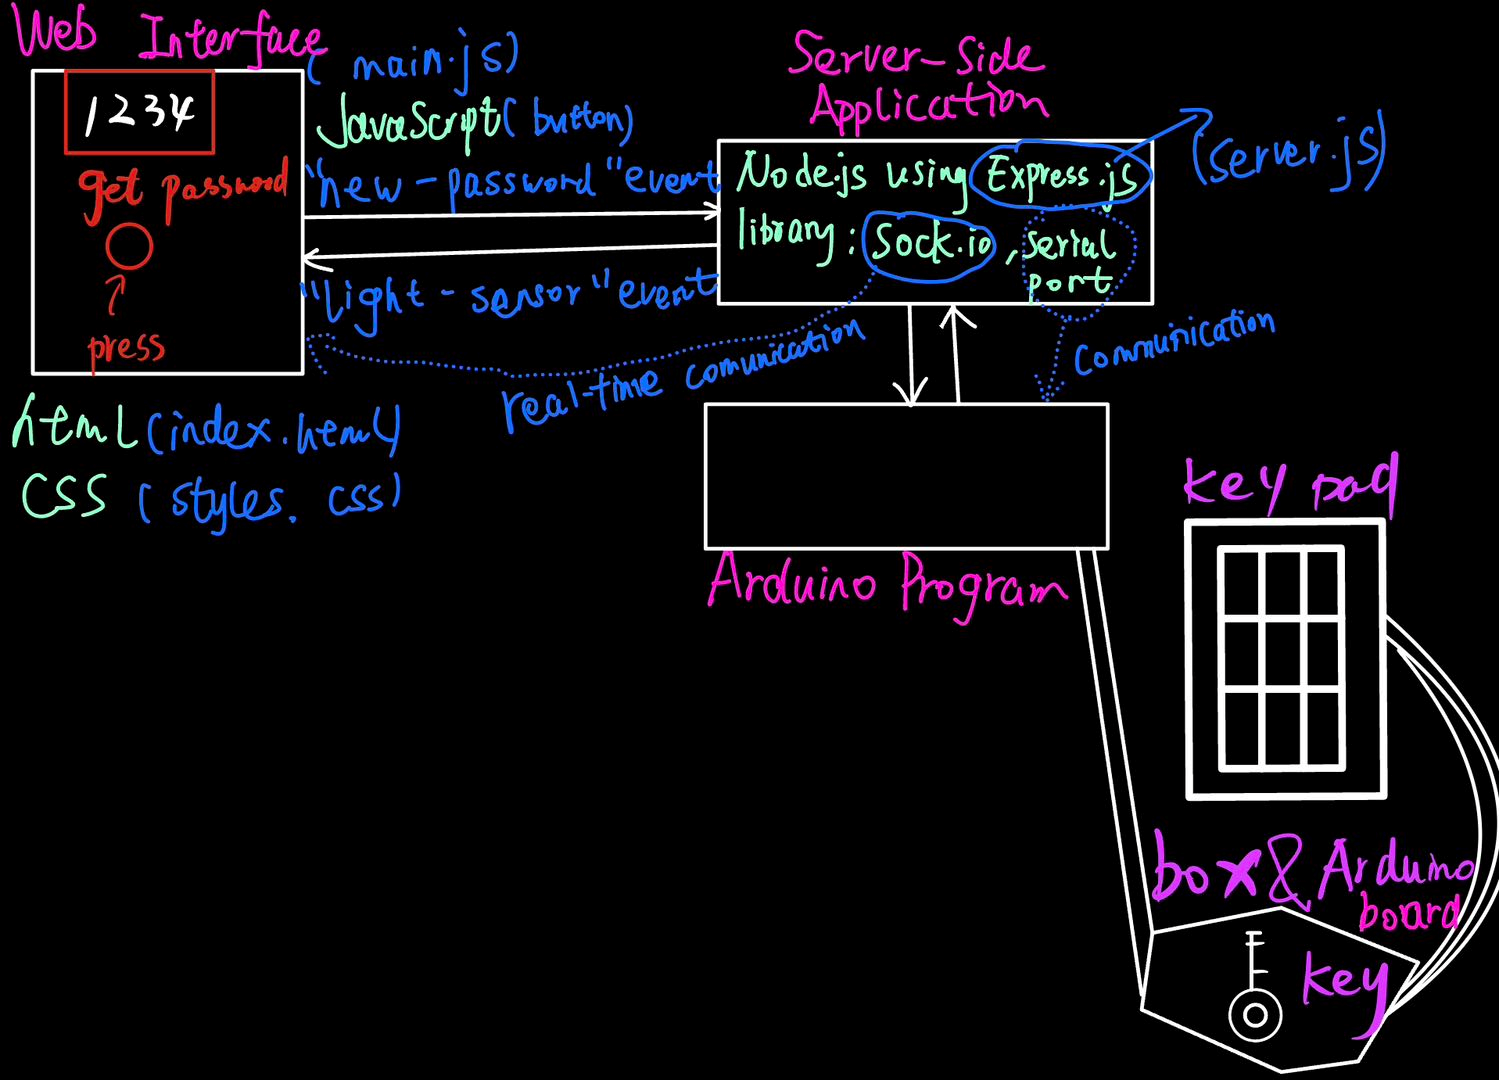 Web Interface
(main.js)
1234
JavaScript(button)
get password
"new-password" event
"light-sensor" event
press
html (index.html)
CSS (styles.css)
Server-Side
Application
Node.js using Express.js
library: Sock.io, serial
port
(server.js)
real-time comunication
communication
Arduino Program
key pad
box & Arduino
board
key